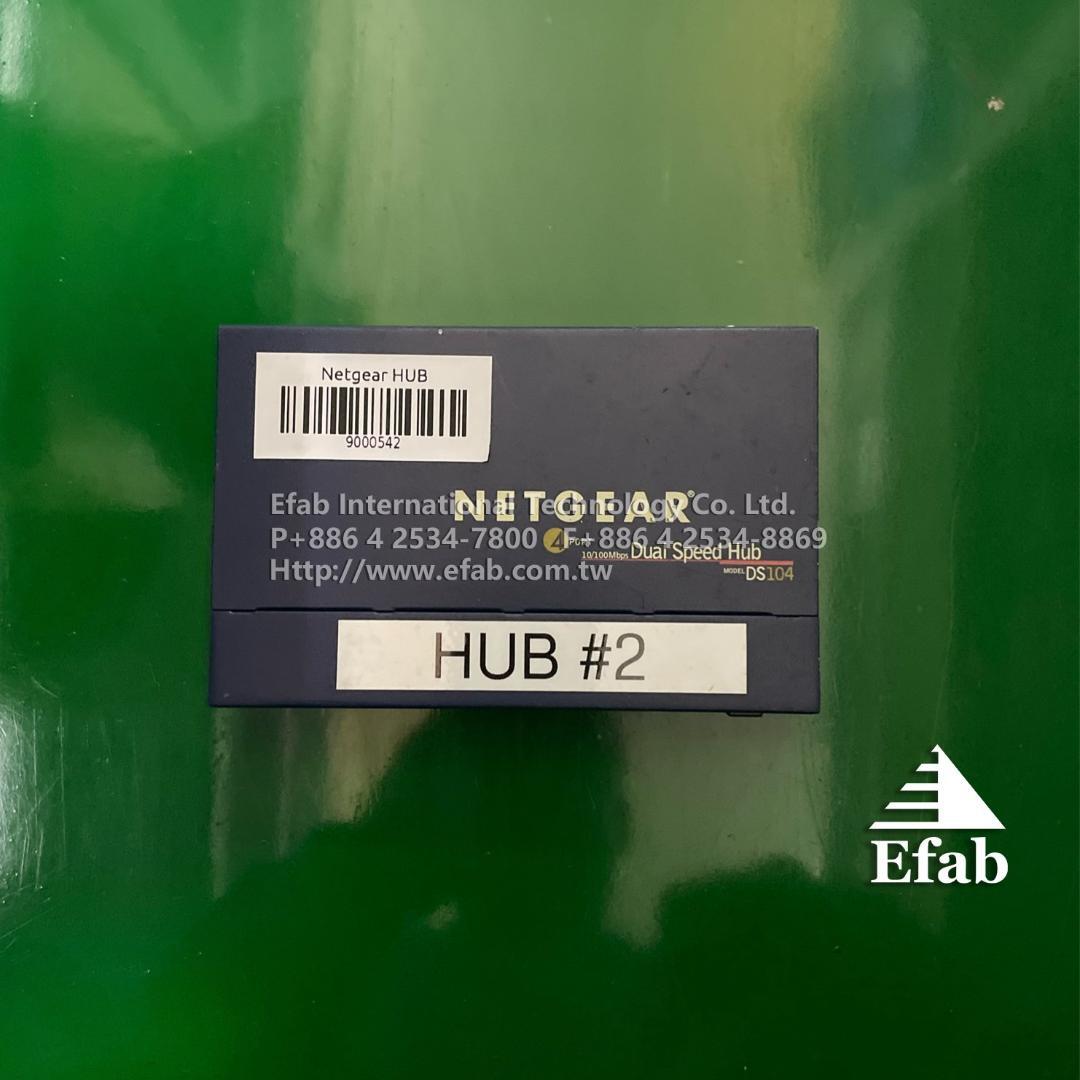 Netgear HUB
9000542
NETGEAR®
Efab International Technology Co. Ltd.
P+886 4 2534-7800 F+886 4 2534-8869
4 PORT
10/100Mbps Dual Speed Hub
Http://www.efab.com.tw
MODEL DS104
HUB #2
Efab